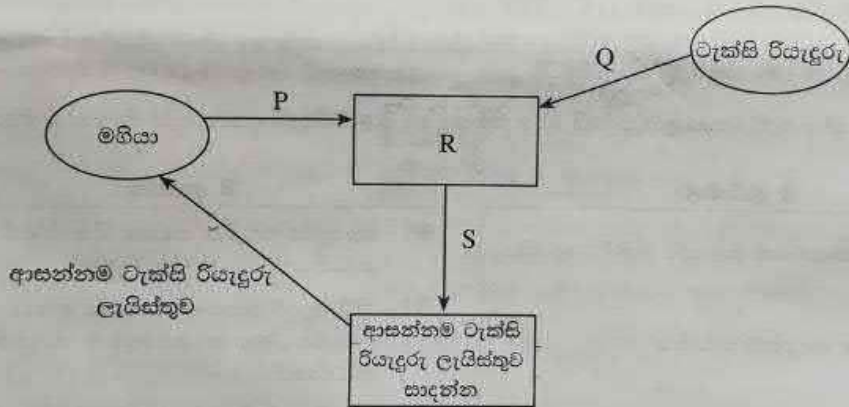 ටැක්සි රියැදුරු
Q
P
මගියා
R
S
ආසන්නම ටැක්සි රියැදුරු
ලැයිස්තුව
ආසන්නම ටැක්සි
රියැදුරු ලැයිස්තුව
සාදන්න